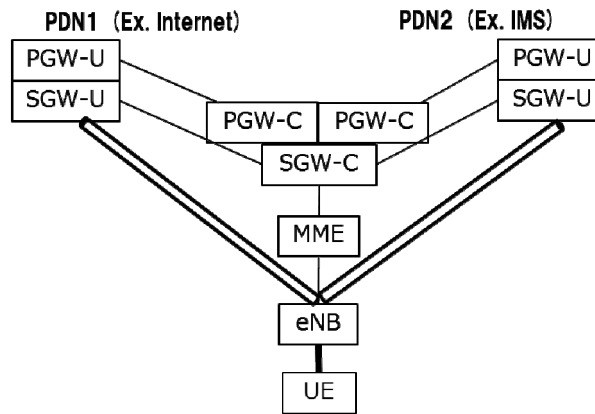 PDN1 (Ex. Internet)
PDN2 (Ex. IMS)
PGW-U
PGW-U
SGW-U
SGW-U
PGW-C
PGW-C
SGW-C
MME
eNB
UE